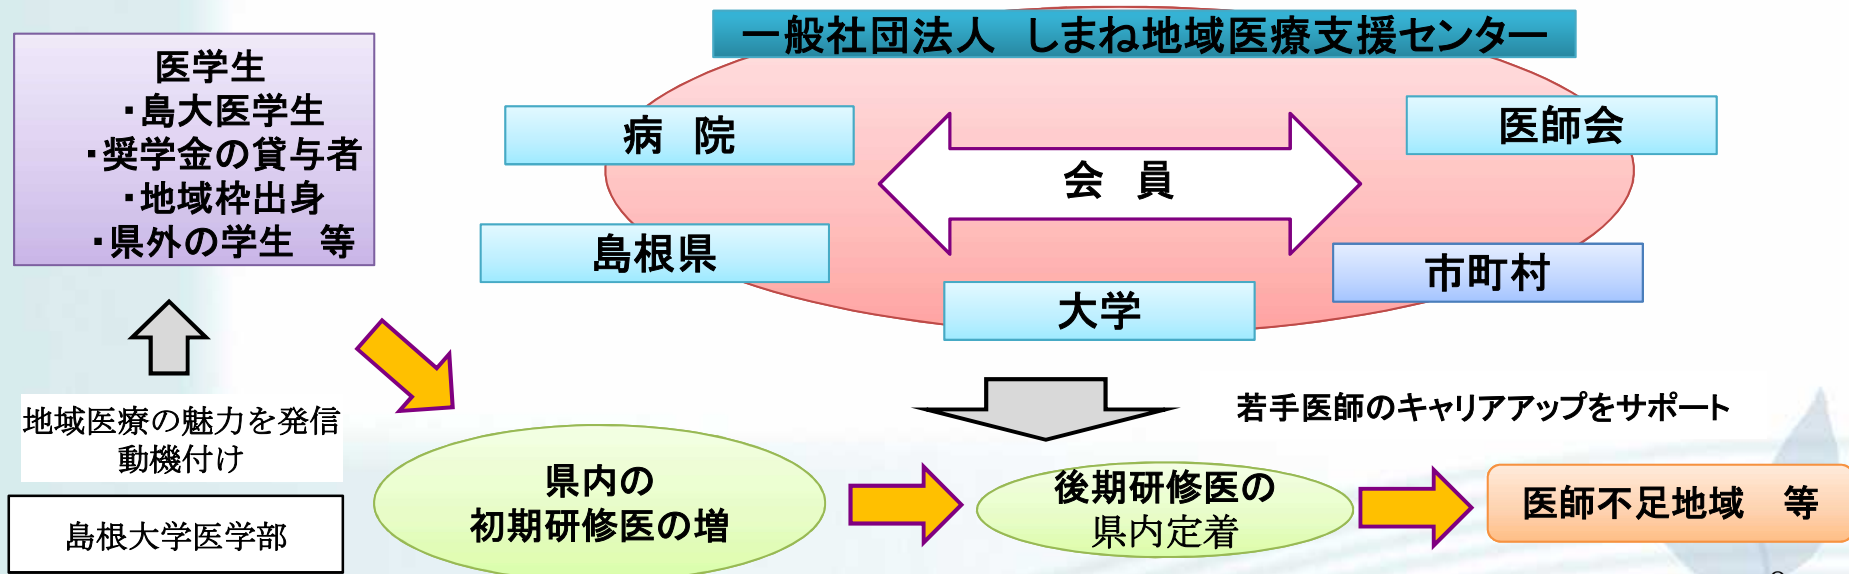 一般社団法人　しまね地域医療支援センター
医学生
・島大医学生
・奨学金の貸与者
・地域枠出身
・県外の学生　等
病　院
医師会
会　員
島根県
市町村
大学
地域医療の魅力を発信
動機付け
島根大学医学部
若手医師のキャリアアップをサポート
県内の
初期研修医の増
後期研修医の
県内定着
医師不足地域　等